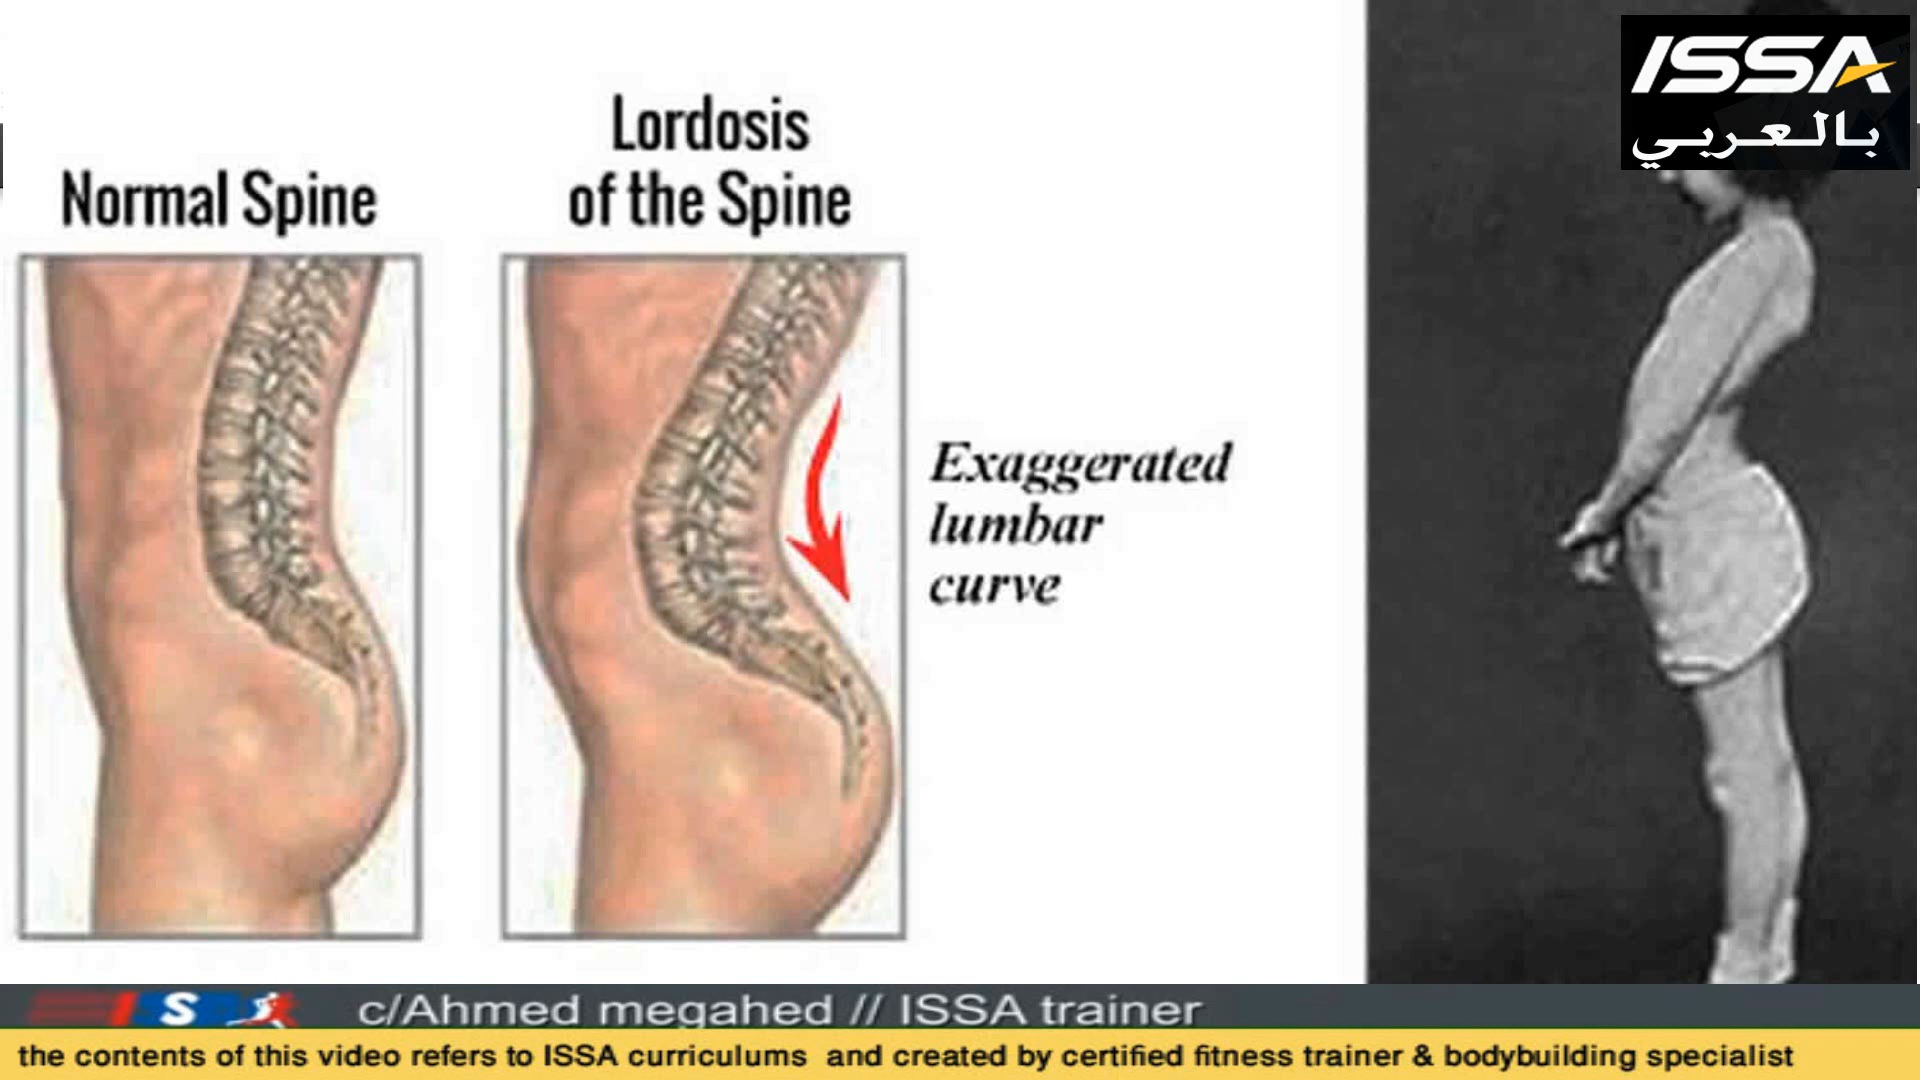 ISSA
بالعربي
Lordosis
of the Spine
Normal Spine
Exaggerated
lumbar
curve
IS
c/Ahmed megahed // ISSA trainer
the contents of this video refers to ISSA curriculums and created by certified fitness trainer & bodybuilding specialist